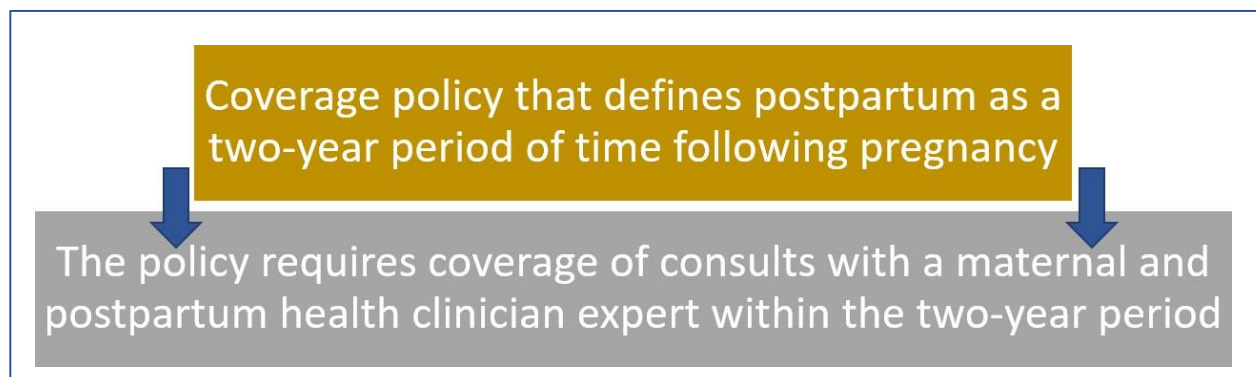 Coverage policy that defines postpartum as a
two-year period of time following pregnancy
The policy requires coverage of consults with a maternal and
postpartum health clinician expert within the two-year period